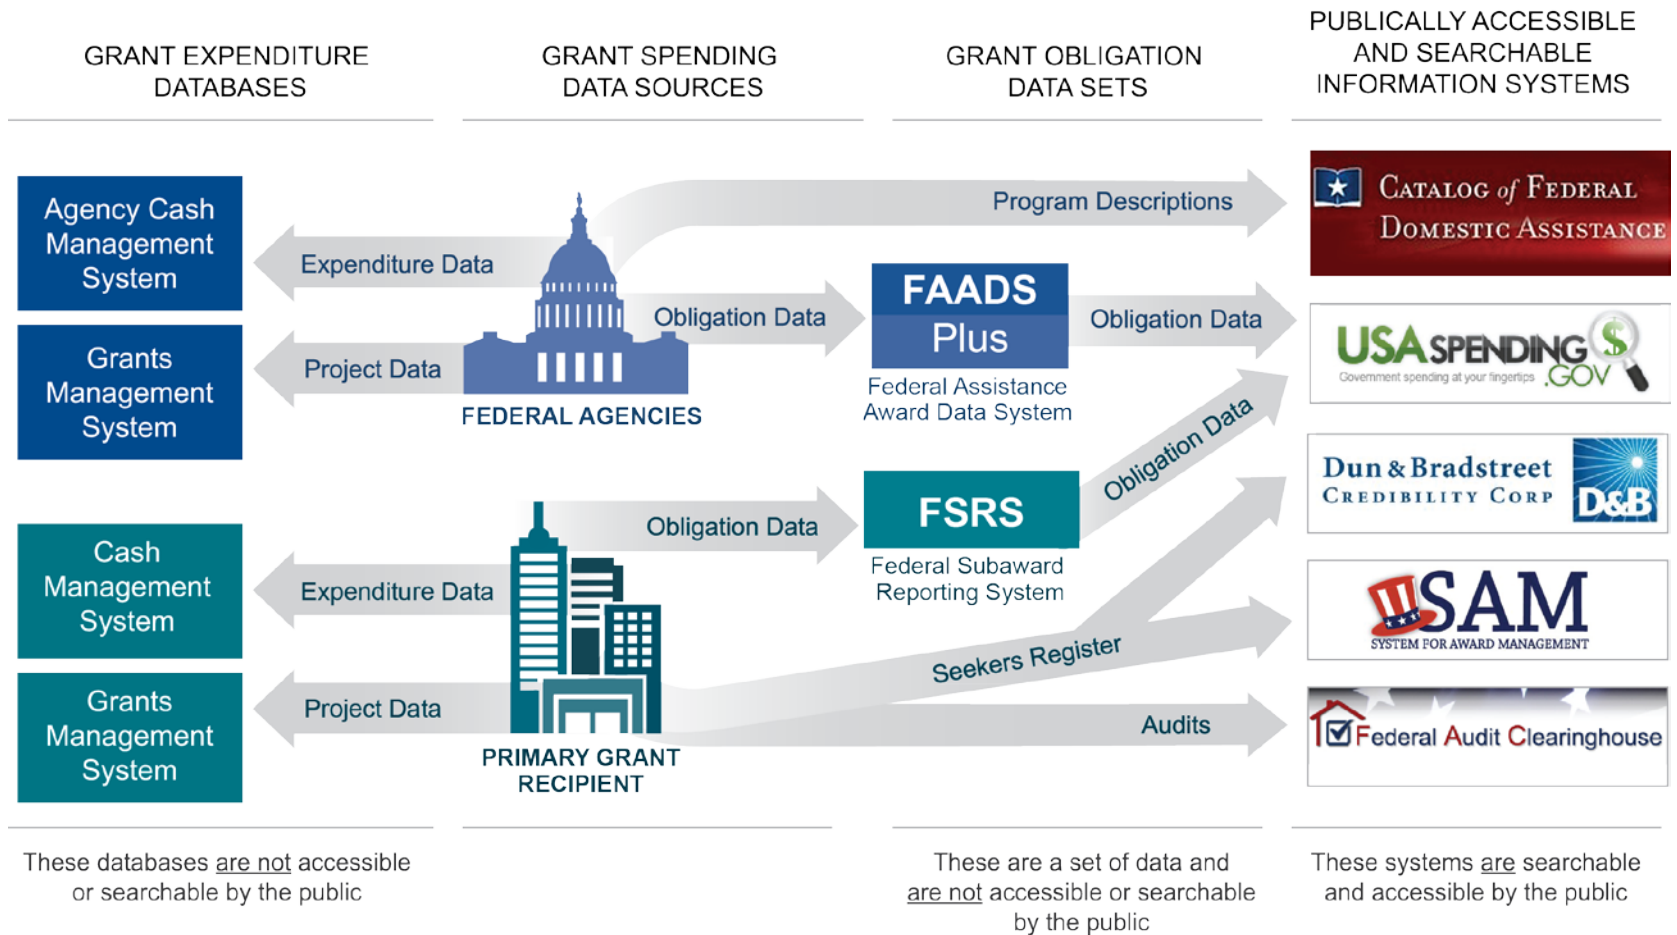 GRANT EXPENDITURE
DATABASES
GRANT SPENDING
DATA SOURCES
GRANT OBLIGATION
DATA SETS
PUBLICALLY ACCESSIBLE
AND SEARCHABLE
INFORMATION SYSTEMS
Agency Cash
Management
System
Grants
Management
System
Cash
Management
System
Grants
Management
System
Expenditure Data
Project Data
Expenditure Data
Project Data
FEDERAL AGENCIES
PRIMARY GRANT
RECIPIENT
Program Descriptions
Obligation Data
Obligation Data
FAADS
Plus
Federal Assistance
Award Data System
FSRS
Federal Subaward
Reporting System
Obligation Data
Obligation Data
Seekers Register
Audits
CATALOG of FEDERAL
DOMESTIC ASSISTANCE
USASPENDING
.GOV
Government spending at your fingertips
$
Dun & Bradstreet
CREDIBILITY CORP
D&B
SAM
SYSTEM FOR AWARD MANAGEMENT
Federal Audit Clearinghouse
These databases are not accessible
or searchable by the public
These are a set of data and
are not accessible or searchable
by the public
These systems are searchable
and accessible by the public